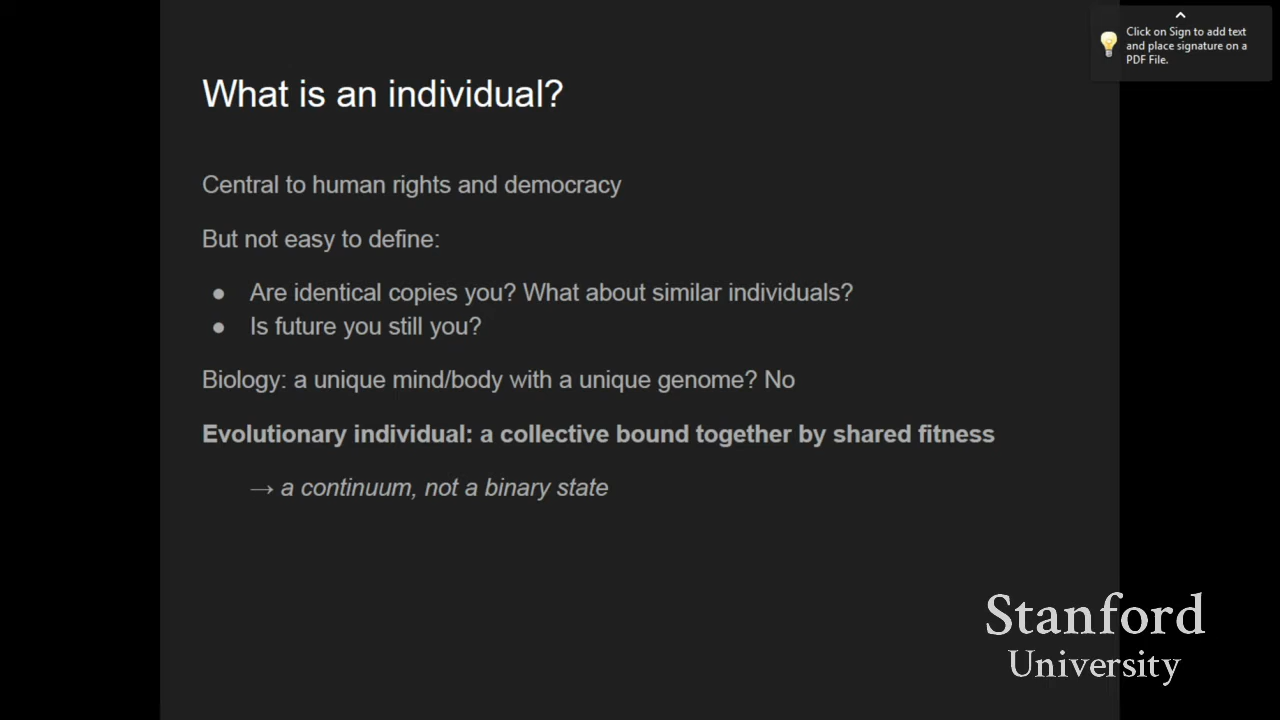 Click on Sign to add text
and place signature on a
PDF File.
What is an individual?
Central to human rights and democracy
But not easy to define:
● Are identical copies you? What about similar individuals?
● Is future you still you?
Biology: a unique mind/body with a unique genome? No
Evolutionary individual: a collective bound together by shared fitness
→ a continuum, not a binary state
Stanford
University